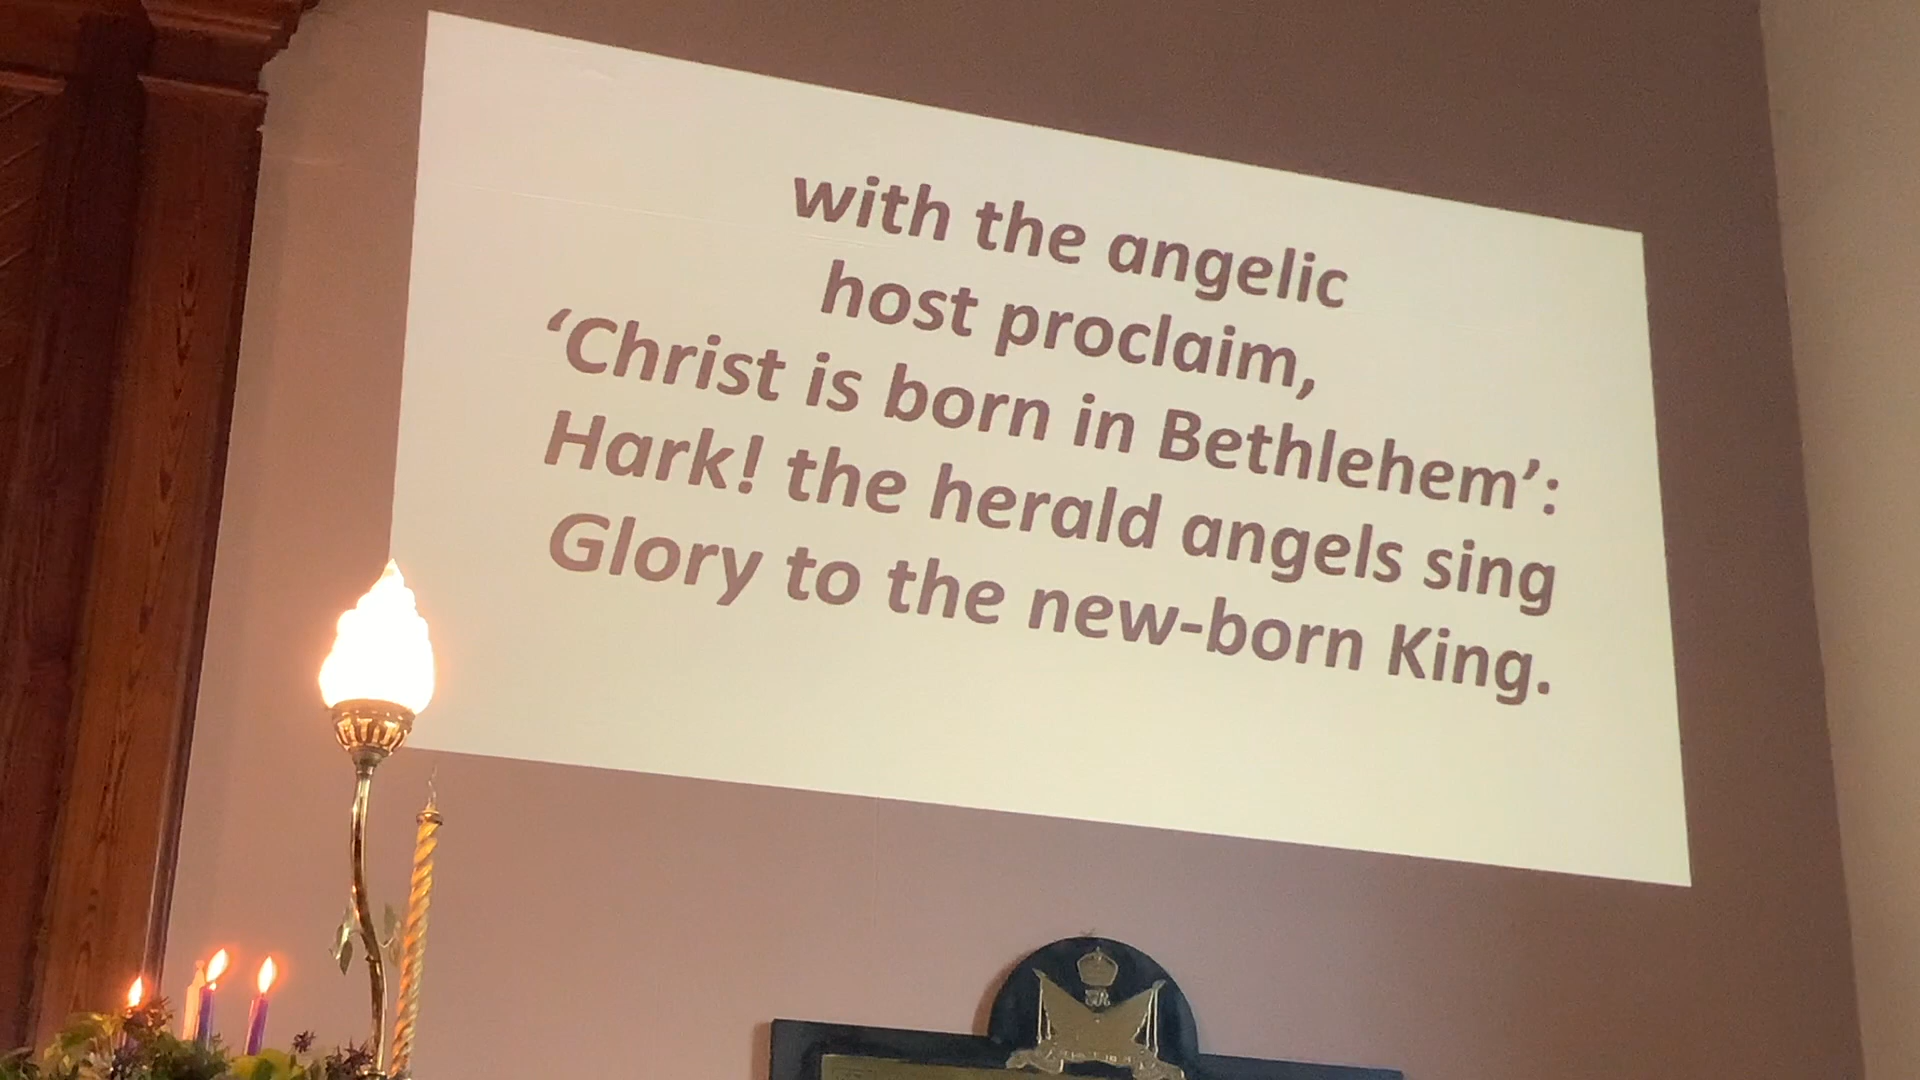 with the angelic
host proclaim,
‘Christ is born in Bethlehem’:
Hark! the herald angels sing
Glory to the new-born King.